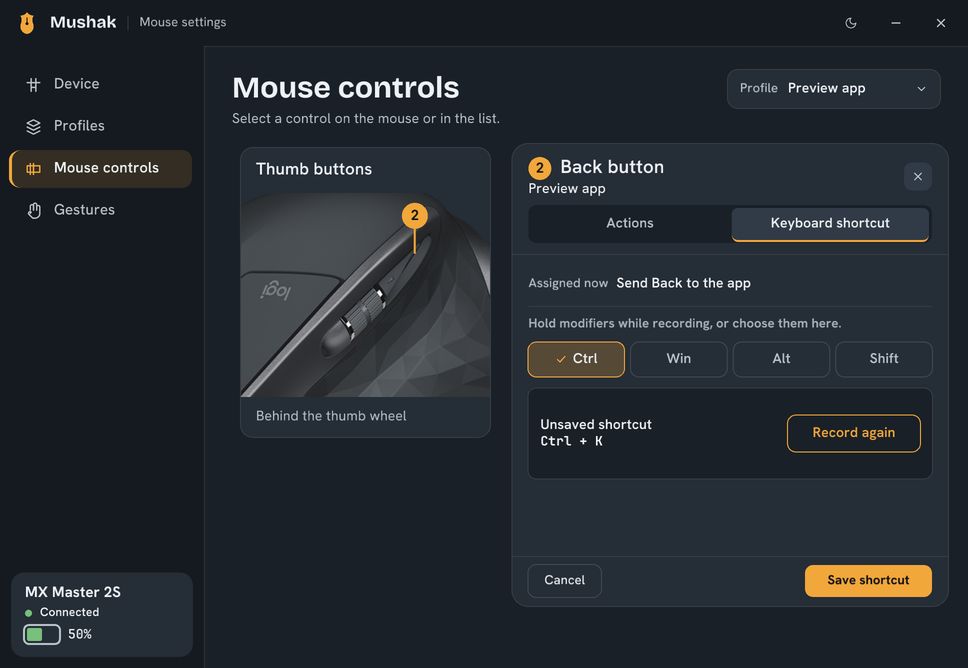 Mushak
Mouse settings
Device
Profiles
Mouse controls
Gestures
MX Master 2S
Connected
50%
Mouse controls
Select a control on the mouse or in the list.
Profile Preview app
Thumb buttons
2
logi
Behind the thumb wheel
2 Back button
Preview app
Actions
Keyboard shortcut
Assigned now Send Back to the app
Hold modifiers while recording, or choose them here.
Ctrl
Win
Alt
Shift
Unsaved shortcut
Ctrl + K
Record again
Cancel
Save shortcut